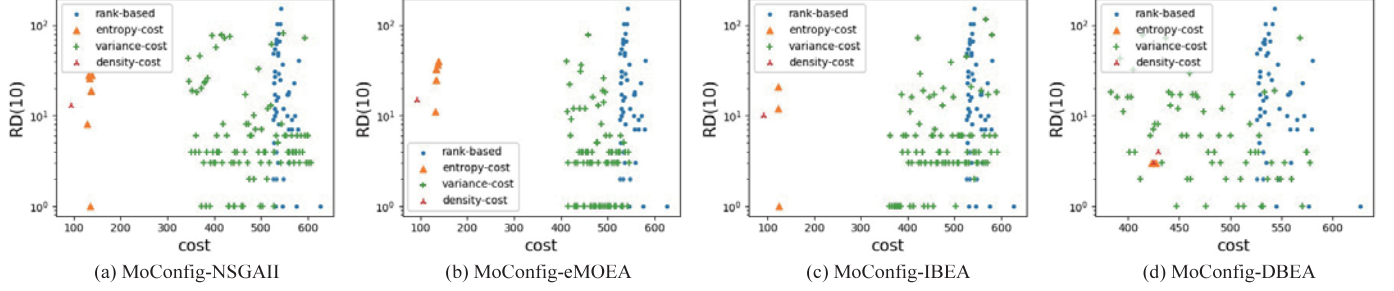 10²
10¹
10⁰
RD(10)
rank-based
entropy-cost
variance-cost
density-cost
100 200 300 400 500 600
cost
(a) MoConfig-NSGAII
10²
10¹
10⁰
RD(10)
rank-based
entropy-cost
variance-cost
density-cost
100 200 300 400 500 600
cost
(b) MoConfig-eMOEA
10²
10¹
10⁰
RD(10)
rank-based
entropy-cost
variance-cost
density-cost
100 200 300 400 500 600
cost
(c) MoConfig-IBEA
10²
10¹
10⁰
RD(10)
rank-based
entropy-cost
variance-cost
density-cost
400 450 500 550 600
cost
(d) MoConfig-DBEA